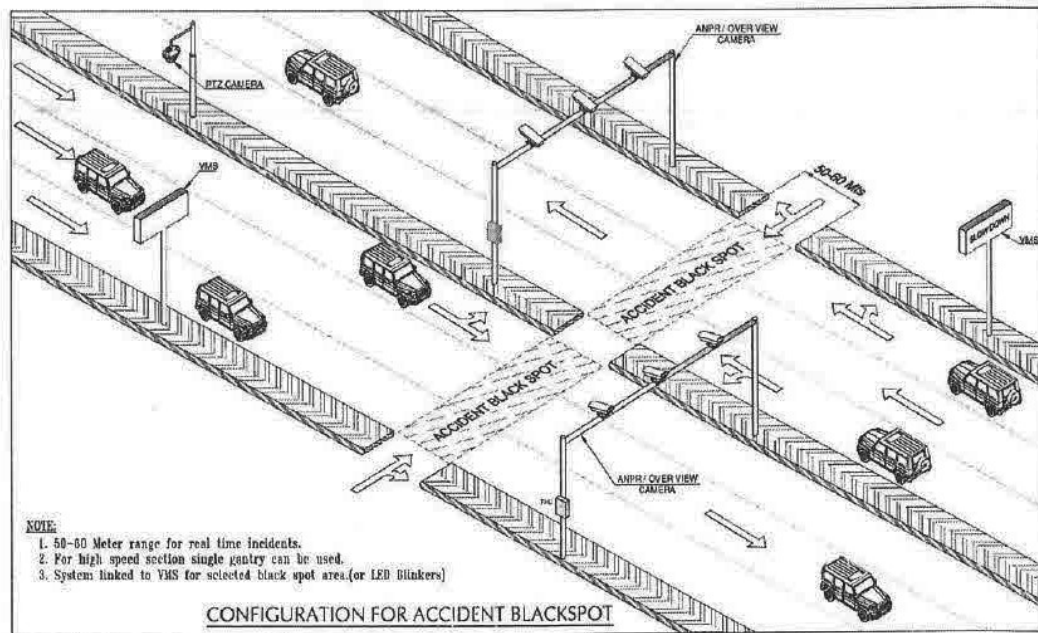 ANPR / OVER VIEW
CAMERA
PTZ CAMERA
VMS
50-80 Mts
SLOW DOWN
VMS
ACCIDENT BLACK SPOT
ACCIDENT BLACK SPOT
ANPR / OVER VIEW
CAMERA
NOTE:
1. 50-60 Meter range for real time incidents.
2. For high speed section single gantry can be used.
3. System linked to VMS for selected black spot area.(or LED Blinkers)
CONFIGURATION FOR ACCIDENT BLACKSPOT